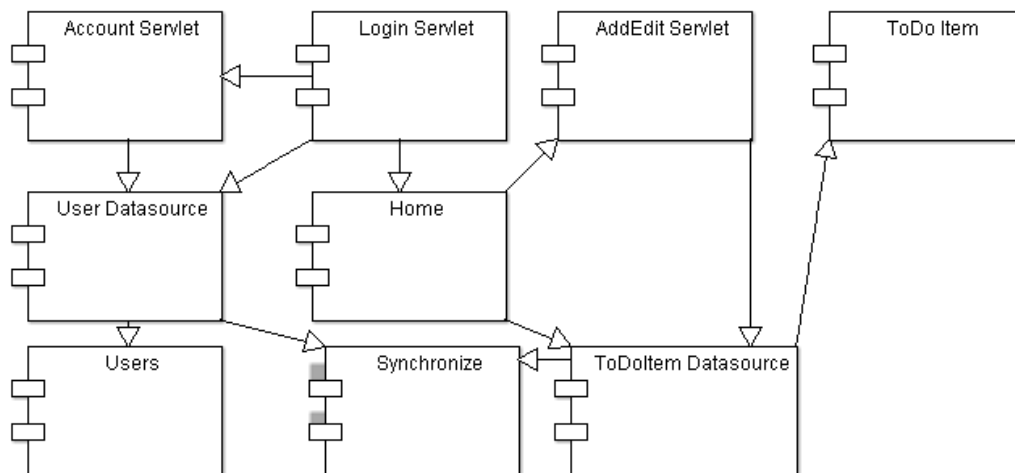 Account Servlet
Login Servlet
AddEdit Servlet
ToDo Item
User Datasource
Home
Users
Synchronize
ToDoItem Datasource